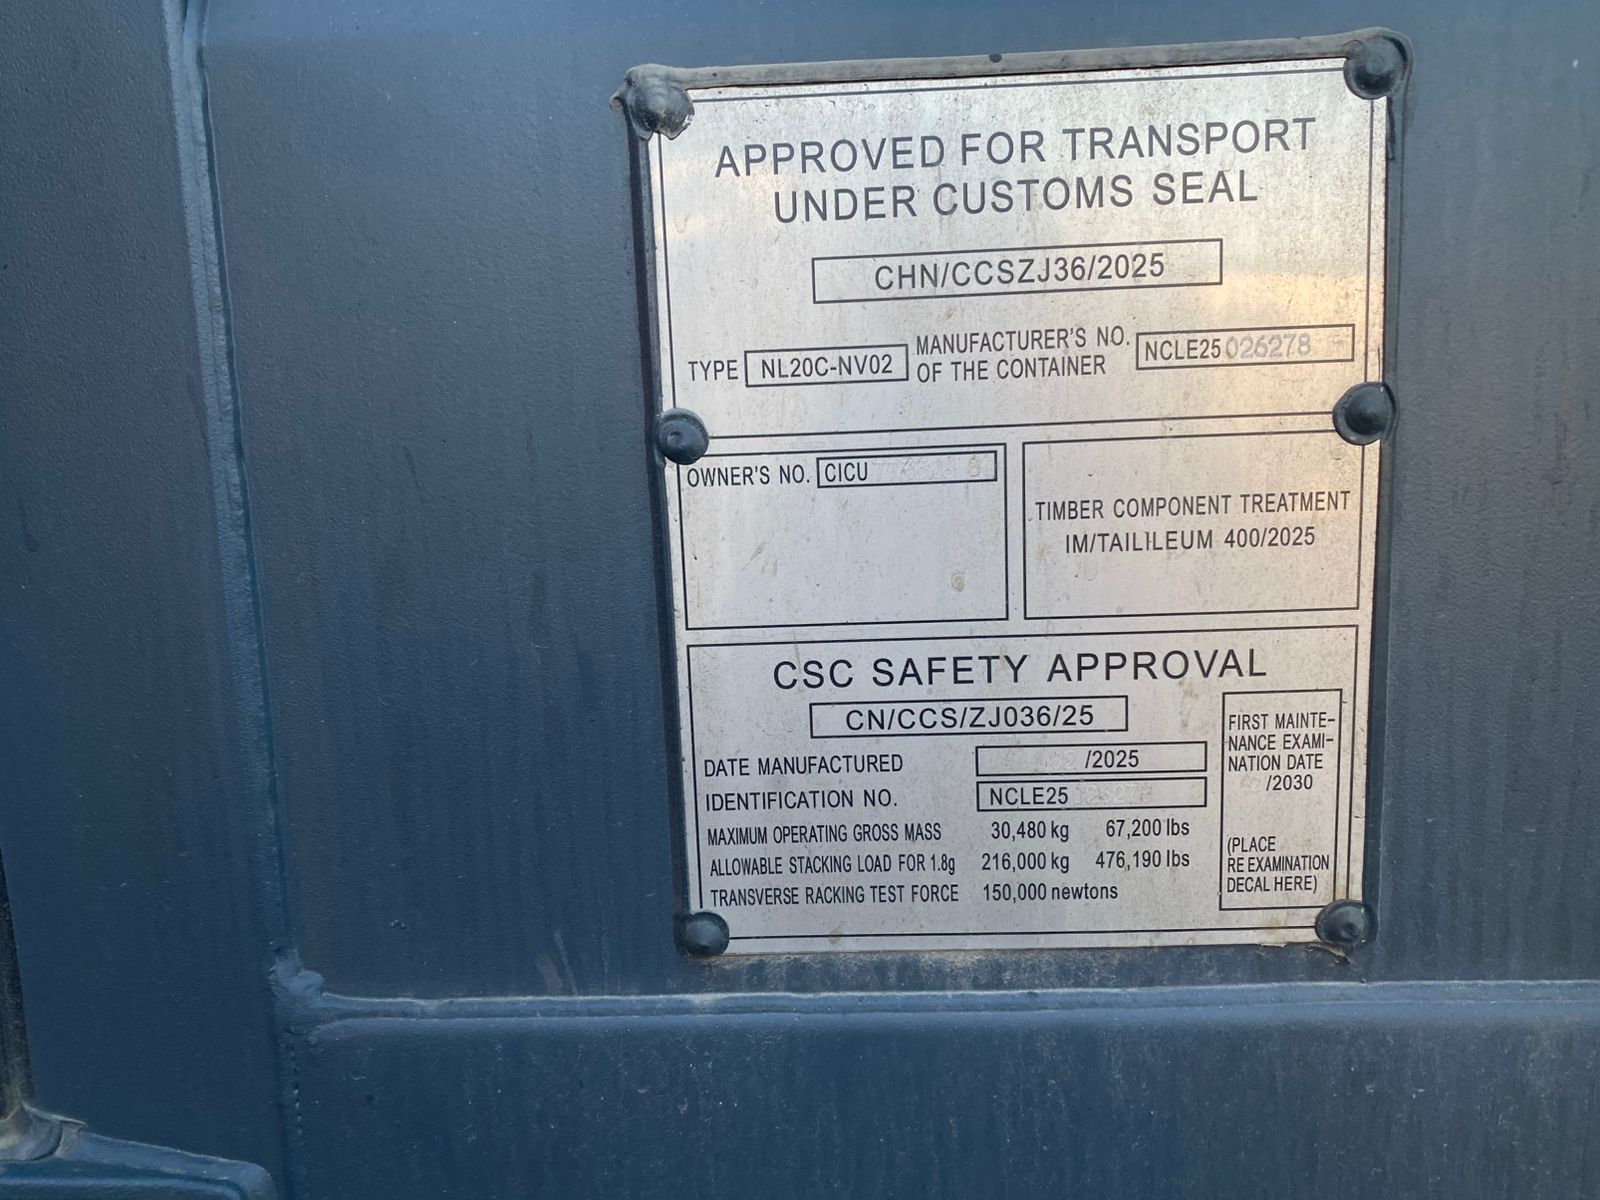 APPROVED FOR TRANSPORT
UNDER CUSTOMS SEAL
CHN/CCSZJ36/2025
TYPE NL20C-NV02
MANUFACTURER'S NO.
OF THE CONTAINER
NCLE25026278
OWNER'S NO. CICU
TIMBER COMPONENT TREATMENT
IM/TAILILEUM 400/2025
CSC SAFETY APPROVAL
CN/CCS/ZJ036/25
DATE MANUFACTURED /2025
IDENTIFICATION NO. NCLE25
MAXIMUM OPERATING GROSS MASS 30,480 kg 67,200 lbs
ALLOWABLE STACKING LOAD FOR 1.8g 216,000 kg 476,190 lbs
TRANSVERSE RACKING TEST FORCE 150,000 newtons
FIRST MAINTE-
NANCE EXAMI-
NATION DATE
/2030
(PLACE
RE EXAMINATION
DECAL HERE)